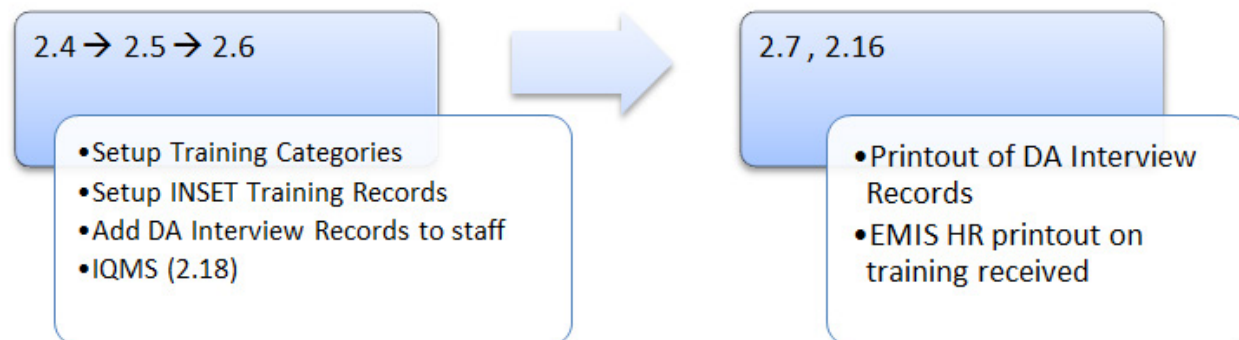 2.4 → 2.5 → 2.6
•Setup Training Categories
•Setup INSET Training Records
•Add DA Interview Records to staff
•IQMS (2.18)
2.7 , 2.16
•Printout of DA Interview
Records
•EMIS HR printout on
training received